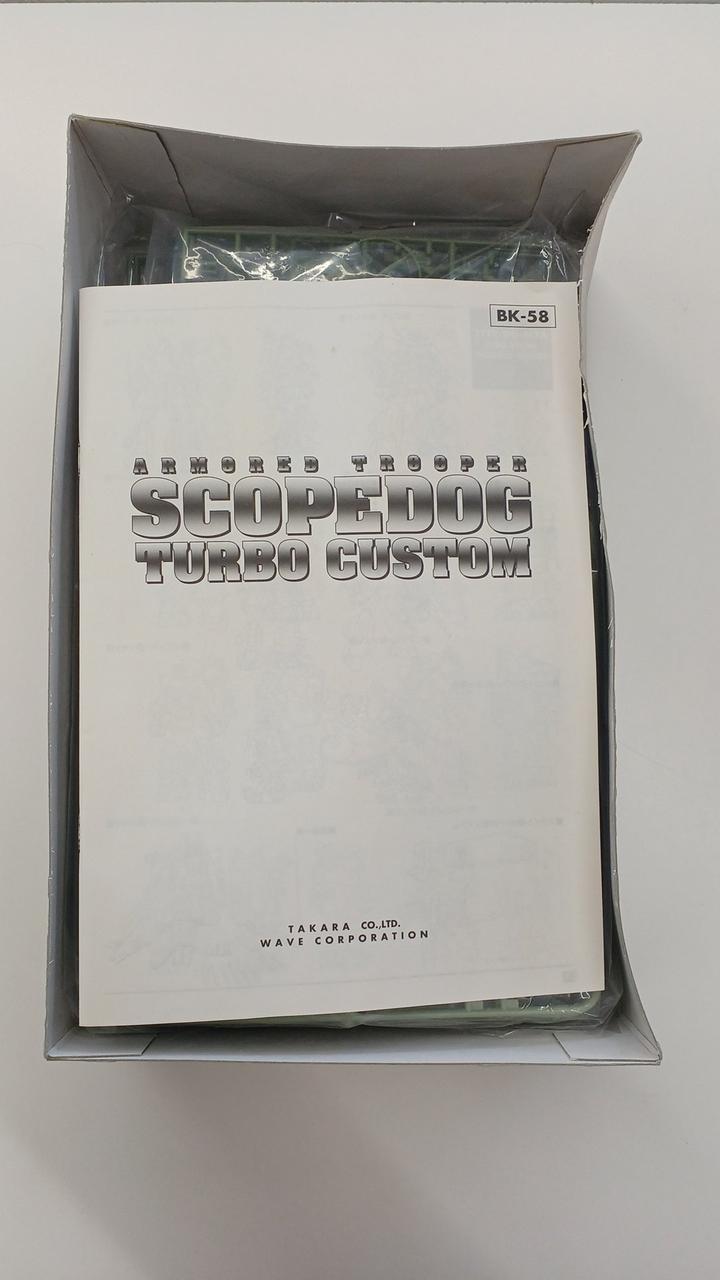 BK-58
ARMORED TROOPER
SCOPEDOG
TURBO CUSTOM
TAKARA CO.,LTD.
WAVE CORPORATION